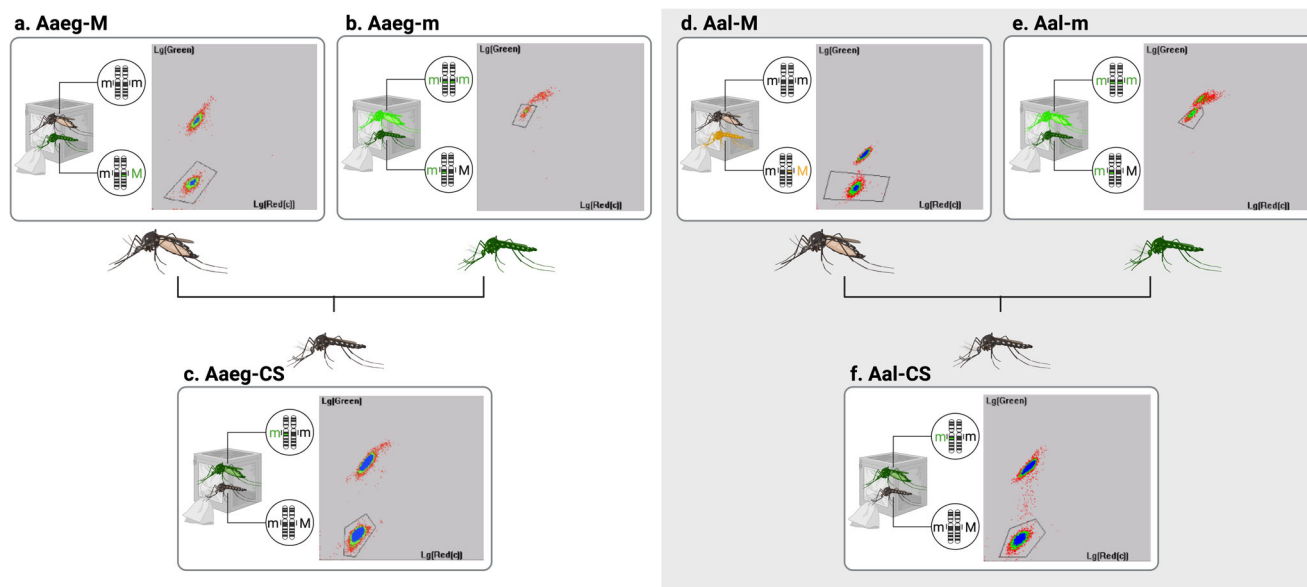 a. Aaeg-M
Lg(Green)
m m
m M
Lg(Red(c))
b. Aaeg-m
Lg(Green)
m m
m M
Lg(Red(c))
c. Aaeg-CS
Lg(Green)
m m
m M
Lg(Red(c))
d. Aal-M
Lg(Green)
m m
m M
Lg(Red(c))
e. Aal-m
Lg(Green)
m m
m M
Lg(Red(c))
f. Aal-CS
Lg(Green)
m m
m M
Lg(Red(c))